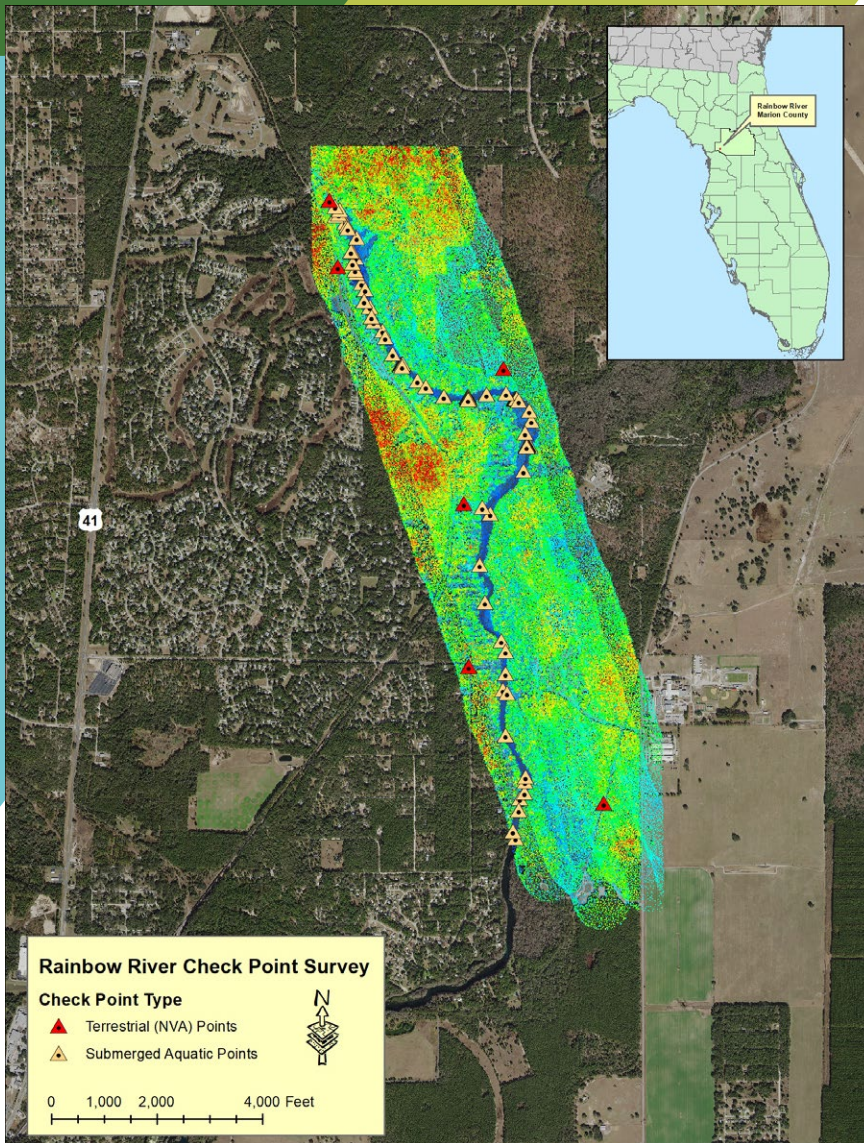 Rainbow River
Marion County
41
Rainbow River Check Point Survey
Check Point Type
N
Terrestrial (NVA) Points
Submerged Aquatic Points
0 1,000 2,000 4,000 Feet